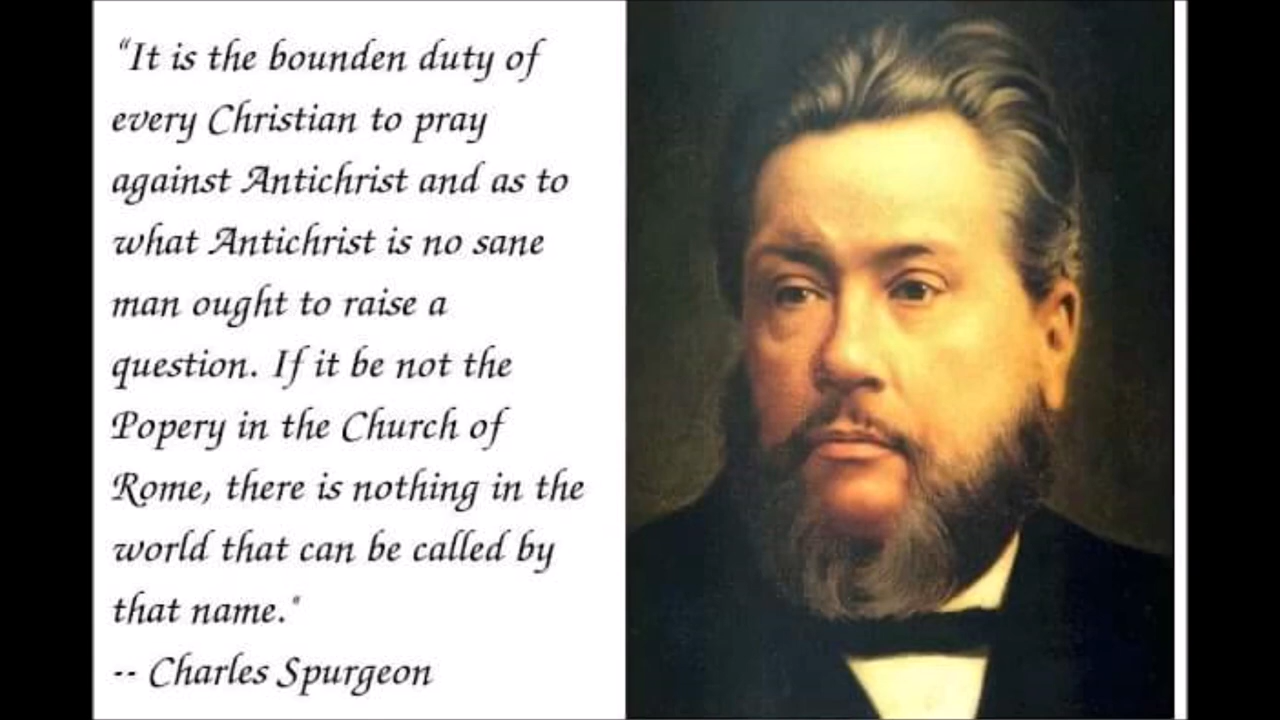 "It is the bounden duty of
every Christian to pray
against Antichrist and as to
what Antichrist is no sane
man ought to raise a
question. If it be not the
Popery in the Church of
Rome, there is nothing in the
world that can be called by
that name."
-- Charles Spurgeon